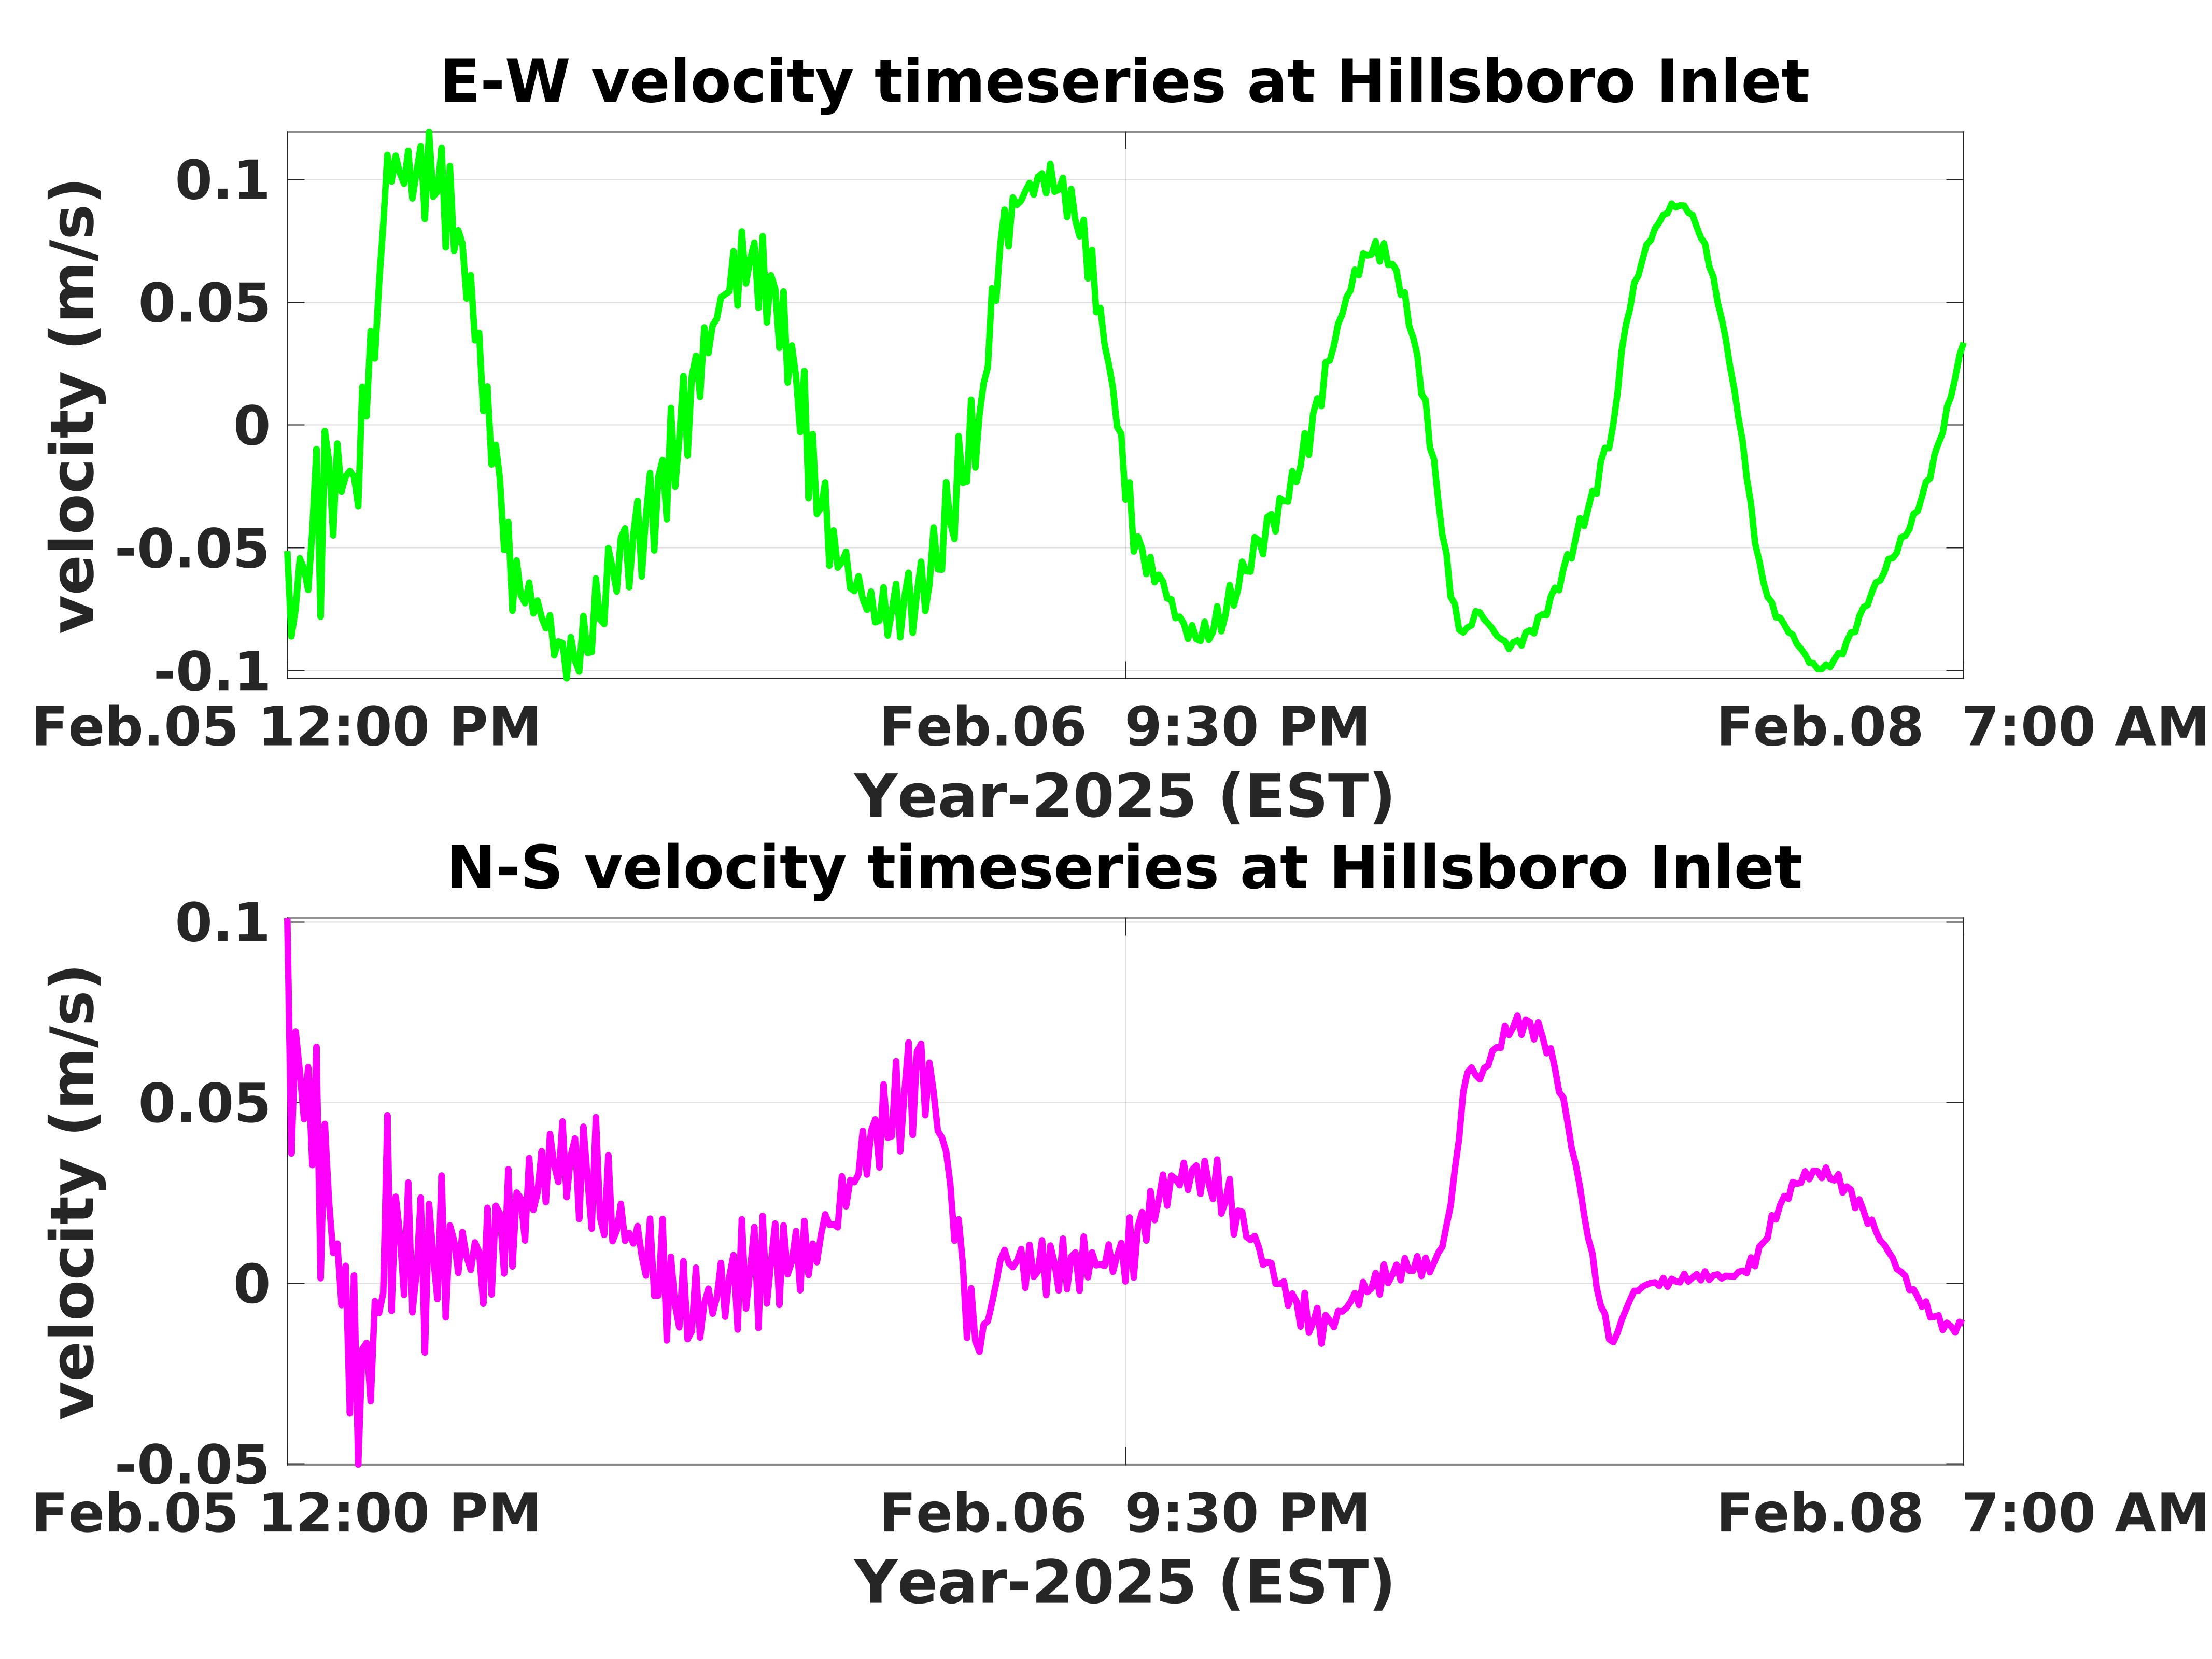 E-W velocity timeseries at Hillsboro Inlet
velocity (m/s)
0.1
0.05
0
-0.05
-0.1
Feb.05 12:00 PM
Feb.06  9:30 PM
Feb.08  7:00 AM
Year-2025 (EST)
N-S velocity timeseries at Hillsboro Inlet
velocity (m/s)
0.1
0.05
0
-0.05
Feb.05 12:00 PM
Feb.06  9:30 PM
Feb.08  7:00 AM
Year-2025 (EST)